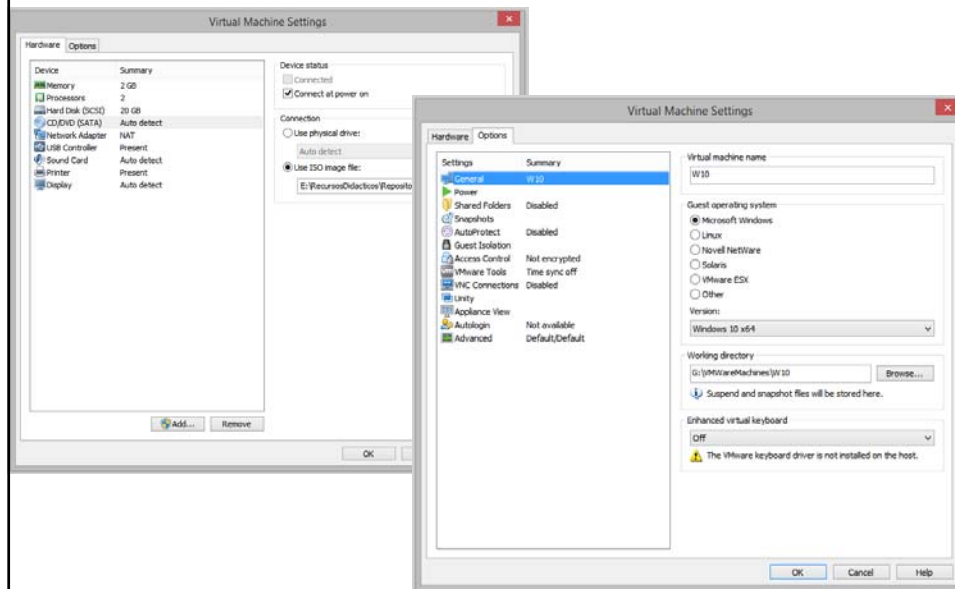 Virtual Machine Settings
Hardware Options
Device Summary
Memory 2 GB
Processors 2
Hard Disk (SCSI) 20 GB
CD/DVD (SATA) Auto detect
Network Adapter NAT
USB Controller Present
Sound Card Auto detect
Printer Present
Display Auto detect
Add... Remove
Device status
Connected
Connect at power on
Connection
Use physical drive:
Auto detect
Use ISO image file:
E:\RecursosDidacticos\Reposito
OK
Virtual Machine Settings
Hardware Options
Settings Summary
General W10
Power
Shared Folders Disabled
Snapshots
AutoProtect Disabled
Guest Isolation
Access Control Not encrypted
VMware Tools Time sync off
VNC Connections Disabled
Unity
Appliance View
Autologin Not available
Advanced Default/Default
Virtual machine name
W10
Guest operating system
Microsoft Windows
Linux
Novell NetWare
Solaris
VMware ESX
Other
Version:
Windows 10 x64
Working directory
G:\VMWareMachines\W10 Browse...
Suspend and snapshot files will be stored here.
Enhanced virtual keyboard
Off
The VMware keyboard driver is not installed on the host.
OK Cancel Help